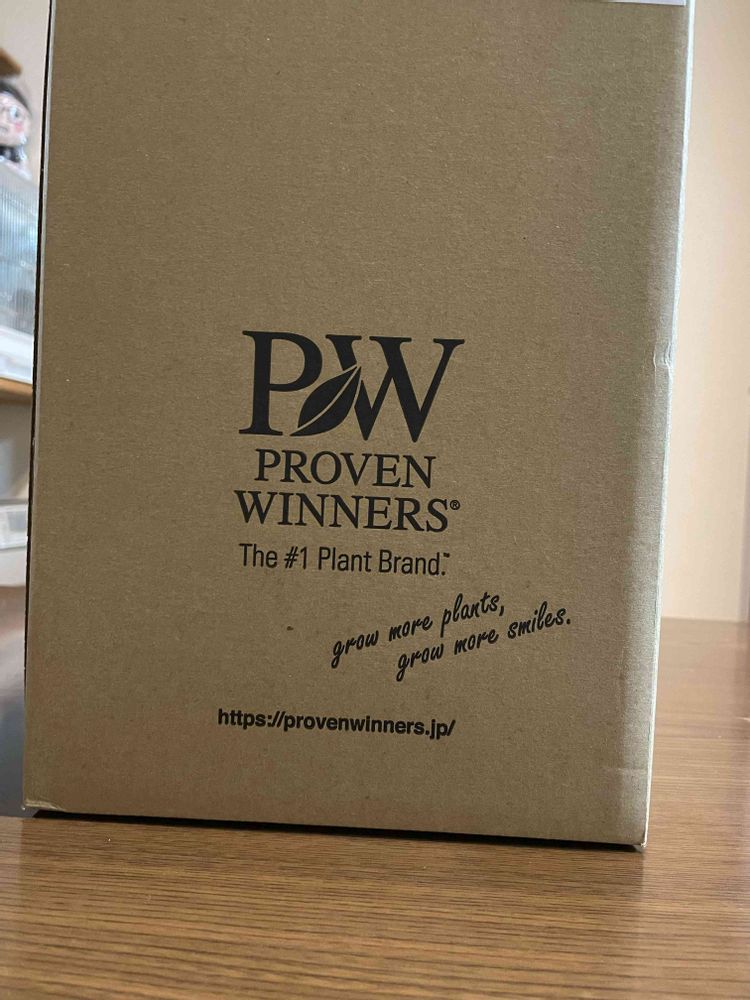 PW
PROVEN
WINNERS®
The #1 Plant Brand.™
grow more plants,
grow more smiles.
https://provenwinners.jp/